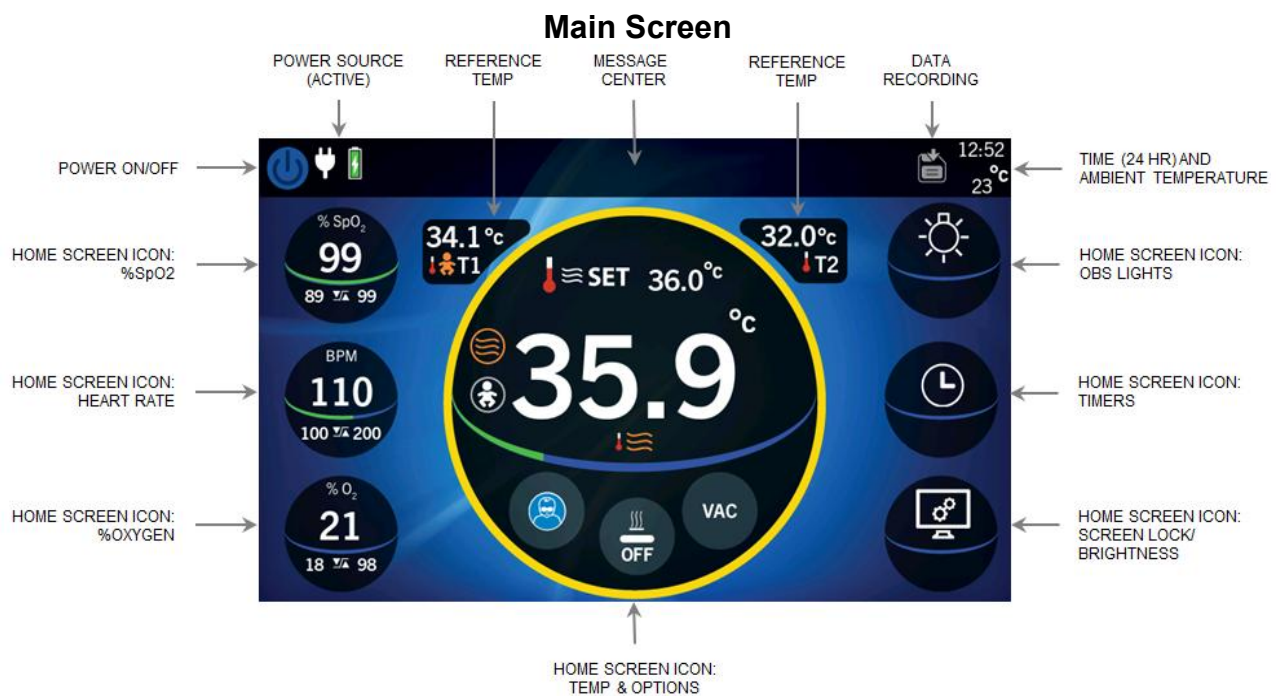 Main Screen
POWER SOURCE
(ACTIVE)
REFERENCE
TEMP
MESSAGE
CENTER
REFERENCE
TEMP
DATA
RECORDING
POWER ON/OFF
12:52
23°c
TIME (24 HR) AND
AMBIENT TEMPERATURE
HOME SCREEN ICON:
%SpO2
% SpO₂
99
89 99
34.1°c
T1
SET 36.0°c
35.9°c
32.0°c
T2
HOME SCREEN ICON:
OBS LIGHTS
HOME SCREEN ICON:
HEART RATE
BPM
110
100 200
HOME SCREEN ICON:
TIMERS
HOME SCREEN ICON:
%OXYGEN
% O₂
21
18 98
OFF
VAC
HOME SCREEN ICON:
SCREEN LOCK/
BRIGHTNESS
HOME SCREEN ICON:
TEMP & OPTIONS